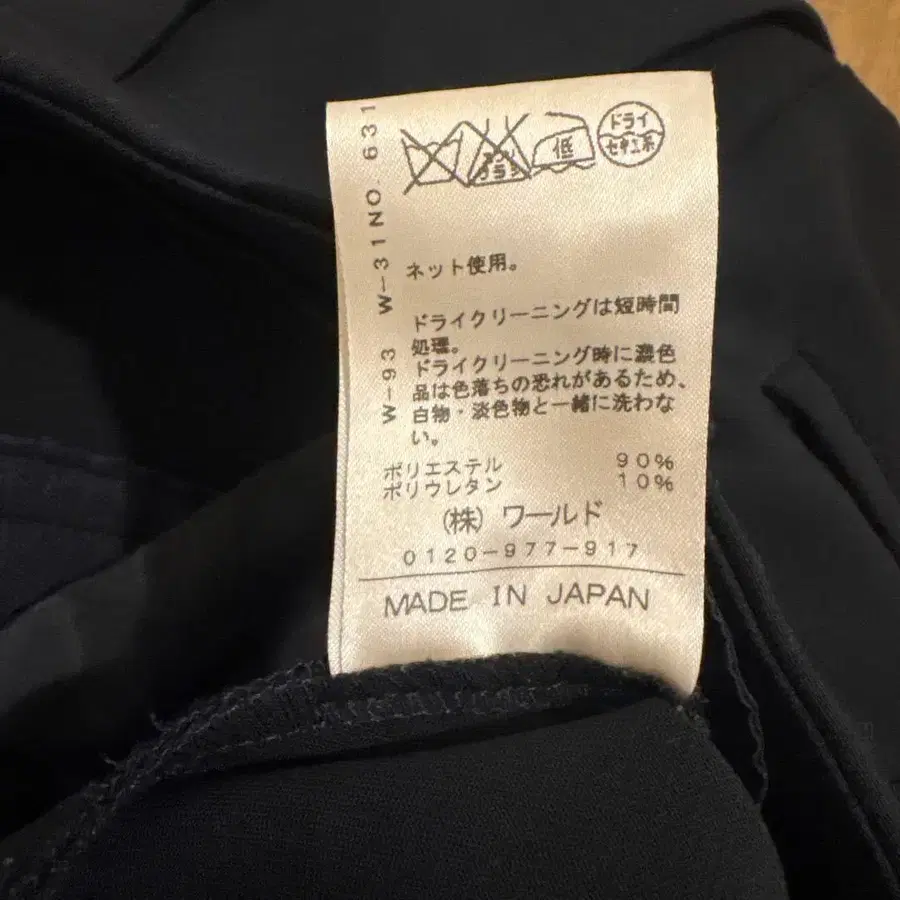 低
ドライ
セキユ系
ネット使用。
ドライクリーニングは短時間
処理。
ドライクリーニング時に濃色
品は色落ちの恐れがあるため、
白物・淡色物と一緒に洗わな
い。
ポリエステル 90%
ポリウレタン 10%
(株) ワールド
0120-977-917
MADE IN JAPAN
W-93 W-31NO.631